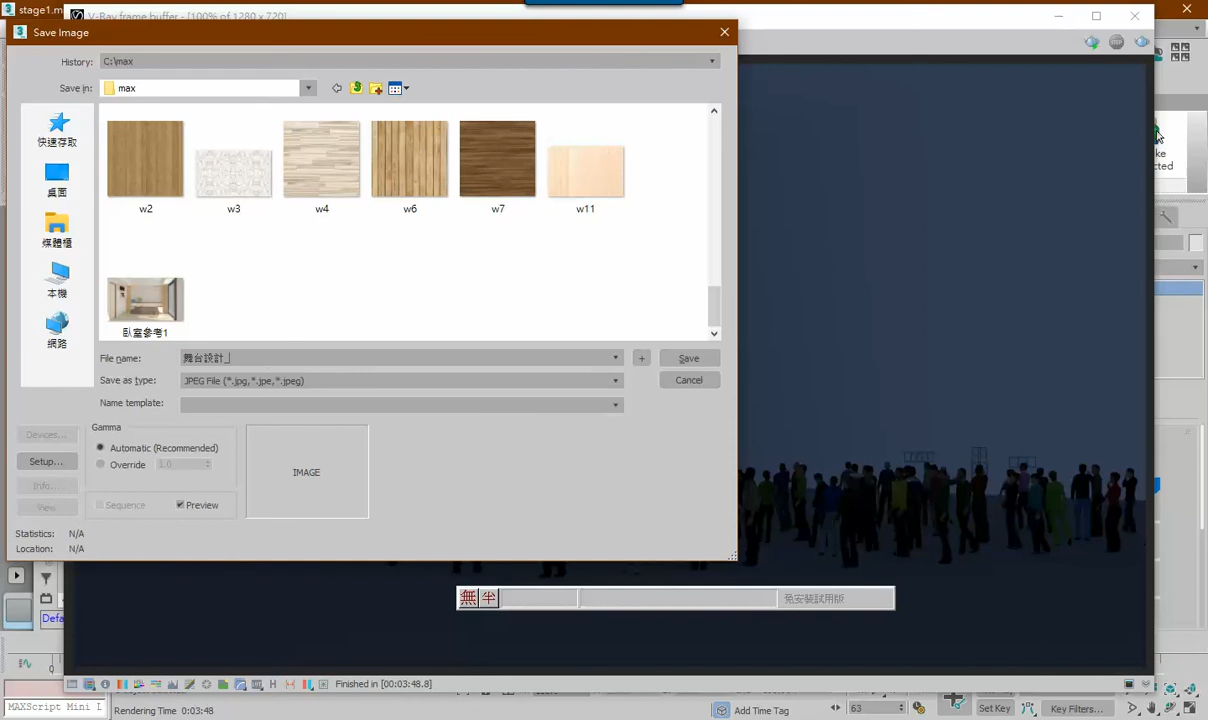 stage1.m
V-Ray frame buffer - [100% of 1280 x 720]
Save Image
History: C:\max
Save in: max
快速存取
桌面
媒體櫃
本機
網路
w2
w3
w4
w6
w7
w11
臥室參考1
File name: 舞台設計_
+
Save
Save as type: JPEG File (*.jpg,*.jpe,*.jpeg)
Cancel
Name template:
Devices...
Setup...
Info...
View
Gamma
Automatic (Recommended)
Override 1.0
Sequence
Preview
IMAGE
Statistics: N/A
Location: N/A
無 半 免安裝試用版
Defa
0
H
Finished in [00:03:48.8]
MAXScript Mini L
Rendering Time 0:03:48
Add Time Tag
63
Set Key
Key Filters...